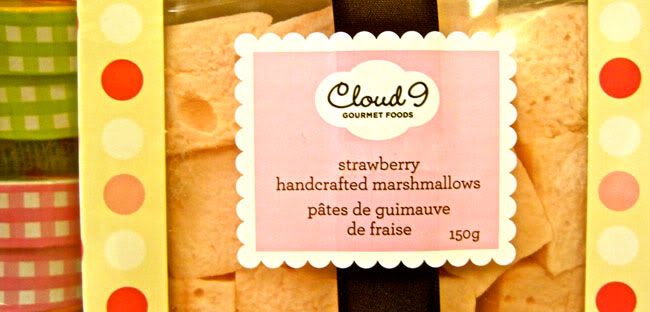 Cloud 9
GOURMET FOODS
strawberry
handcrafted marshmallows
pâtes de guimauve
de fraise
150g